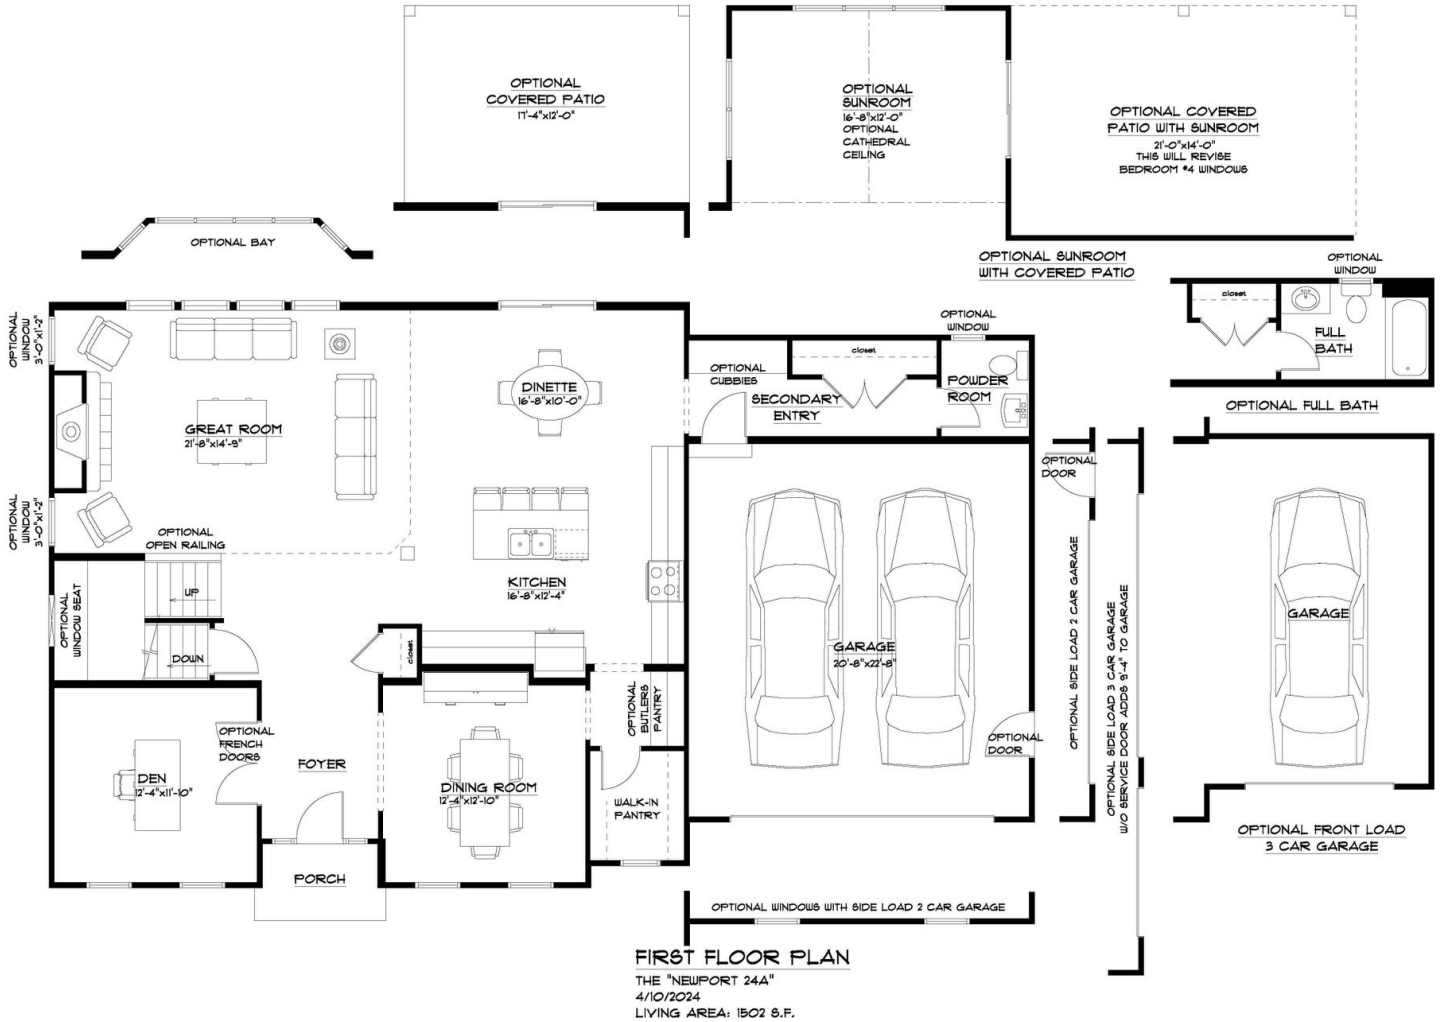 OPTIONAL
COVERED PATIO
17'-4"x12'-0"
OPTIONAL
SUNROOM
16'-8"x12'-0"
OPTIONAL
CATHEDRAL
CEILING
OPTIONAL COVERED
PATIO WITH SUNROOM
21'-0"x14'-0"
THIS WILL REVISE
BEDROOM #4 WINDOWS
OPTIONAL BAY
OPTIONAL SUNROOM
WITH COVERED PATIO
OPTIONAL
WINDOW
closet
FULL
BATH
OPTIONAL FULL BATH
OPTIONAL
WINDOW
3'-0"x1'-2"
GREAT ROOM
21'-8"x14'-9"
OPTIONAL
WINDOW
3'-0"x1'-2"
OPTIONAL
OPEN RAILING
DINETTE
16'-8"x10'-0"
OPTIONAL
CUBBIES
closet
OPTIONAL
WINDOW
SECONDARY
ENTRY
POWDER
ROOM
KITCHEN
16'-8"x12'-4"
OPTIONAL
WINDOW SEAT
UP
DOWN
closet
OPTIONAL
BUTLERS
PANTRY
GARAGE
20'-8"x22'-8"
OPTIONAL
DOOR
OPTIONAL
DOOR
OPTIONAL SIDE LOAD 2 CAR GARAGE
OPTIONAL SIDE LOAD 3 CAR GARAGE
W/O SERVICE DOOR ADDS 9'-4" TO GARAGE
GARAGE
OPTIONAL FRONT LOAD
3 CAR GARAGE
OPTIONAL
FRENCH
DOORS
DEN
12'-4"x11'-10"
FOYER
DINING ROOM
12'-4"x12'-10"
WALK-IN
PANTRY
PORCH
OPTIONAL WINDOWS WITH SIDE LOAD 2 CAR GARAGE
FIRST FLOOR PLAN
THE "NEWPORT 24A"
4/10/2024
LIVING AREA: 1502 S.F.